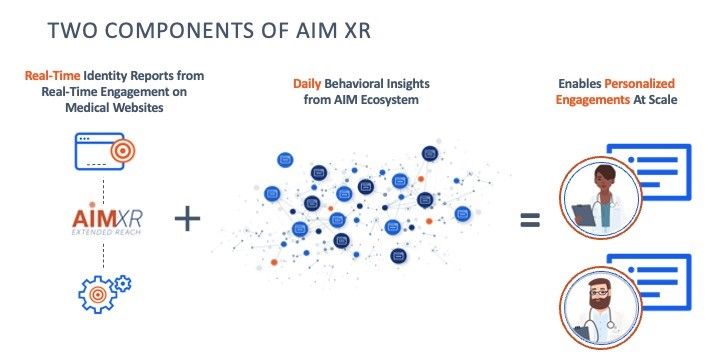 TWO COMPONENTS OF AIM XR
Real-Time Identity Reports from
Real-Time Engagement on
Medical Websites
Daily Behavioral Insights
from AIM Ecosystem
Enables Personalized
Engagements At Scale
AIMXR
EXTENDED REACH
+
=